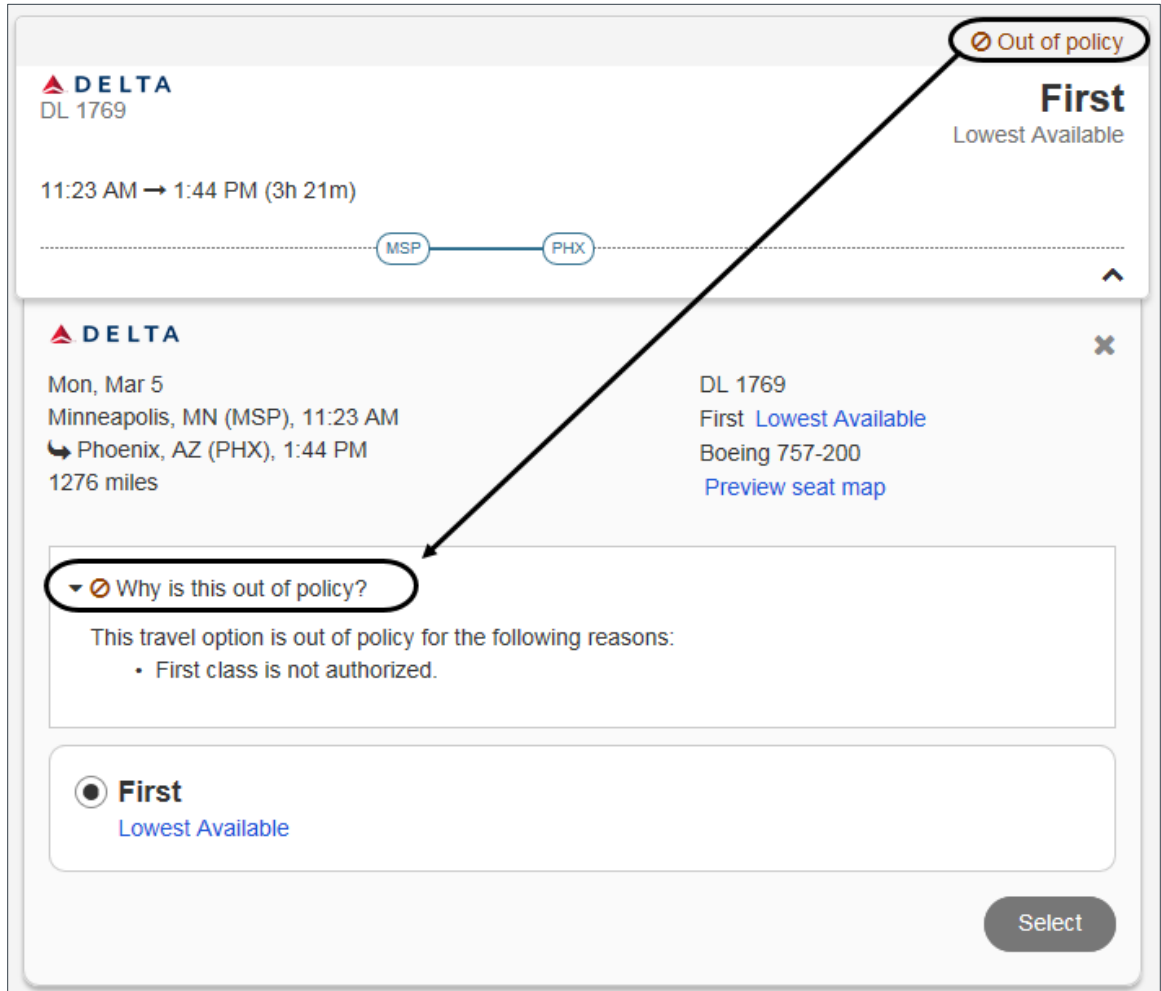 Out of policy
DELTA
DL 1769
First
Lowest Available
11:23 AM → 1:44 PM (3h 21m)
MSP PHX
DELTA
Mon, Mar 5
Minneapolis, MN (MSP), 11:23 AM
Phoenix, AZ (PHX), 1:44 PM
1276 miles
DL 1769
First Lowest Available
Boeing 757-200
Preview seat map
Why is this out of policy?
This travel option is out of policy for the following reasons:
• First class is not authorized.
First
Lowest Available
Select